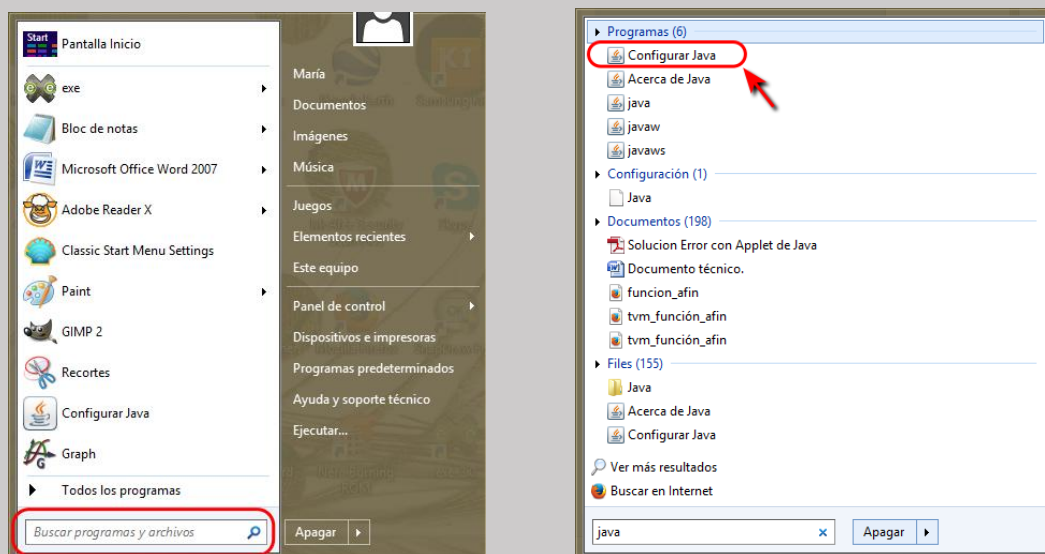 Start
Pantalla Inicio
exe
Bloc de notas
Microsoft Office Word 2007
Adobe Reader X
Classic Start Menu Settings
Paint
GIMP 2
Recortes
Configurar Java
Graph
Todos los programas
Buscar programas y archivos
María
Documentos
Imágenes
Música
Juegos
Elementos recientes
Este equipo
Panel de control
Dispositivos e impresoras
Programas predeterminados
Ayuda y soporte técnico
Ejecutar...
Apagar
Programas (6)
Configurar Java
Acerca de Java
java
javaw
javaws
Configuración (1)
Java
Documentos (198)
Solucion Error con Applet de Java
Documento técnico.
funcion_afin
tvm_función_afin
tvm_función_afin
Files (155)
Java
Acerca de Java
Configurar Java
Ver más resultados
Buscar en Internet
java
Apagar